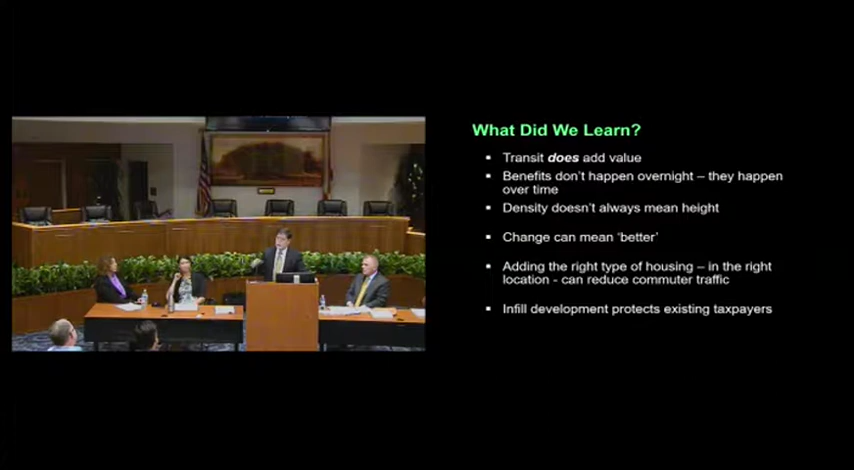 What Did We Learn?
▪ Transit does add value
▪ Benefits don't happen overnight – they happen
over time
▪ Density doesn't always mean height
▪ Change can mean 'better'
▪ Adding the right type of housing – in the right
location - can reduce commuter traffic
▪ Infill development protects existing taxpayers